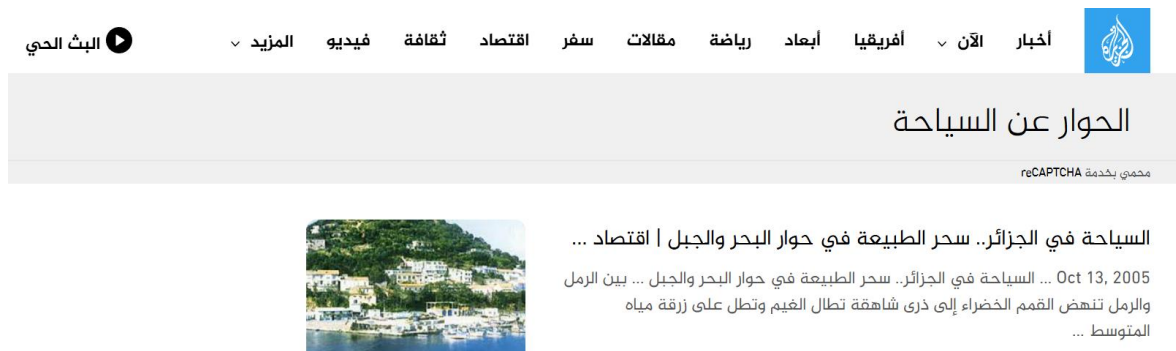 أخبار الآن أفريقيا أبعاد رياضة مقالات سفر اقتصاد ثقافة فيديو المزيد البث الحي
الحوار عن السياحة
محمي بخدمة reCAPTCHA
السياحة في الجزائر.. سحر الطبيعة في حوار البحر والجبل | اقتصاد ...
Oct 13, 2005 ... السياحة في الجزائر.. سحر الطبيعة في حوار البحر والجبل ... بين الرمل
والرمل تنهض القمم الخضراء إلى ذرى شاهقة تطال الغيم وتطل على زرقة مياه
المتوسط ...